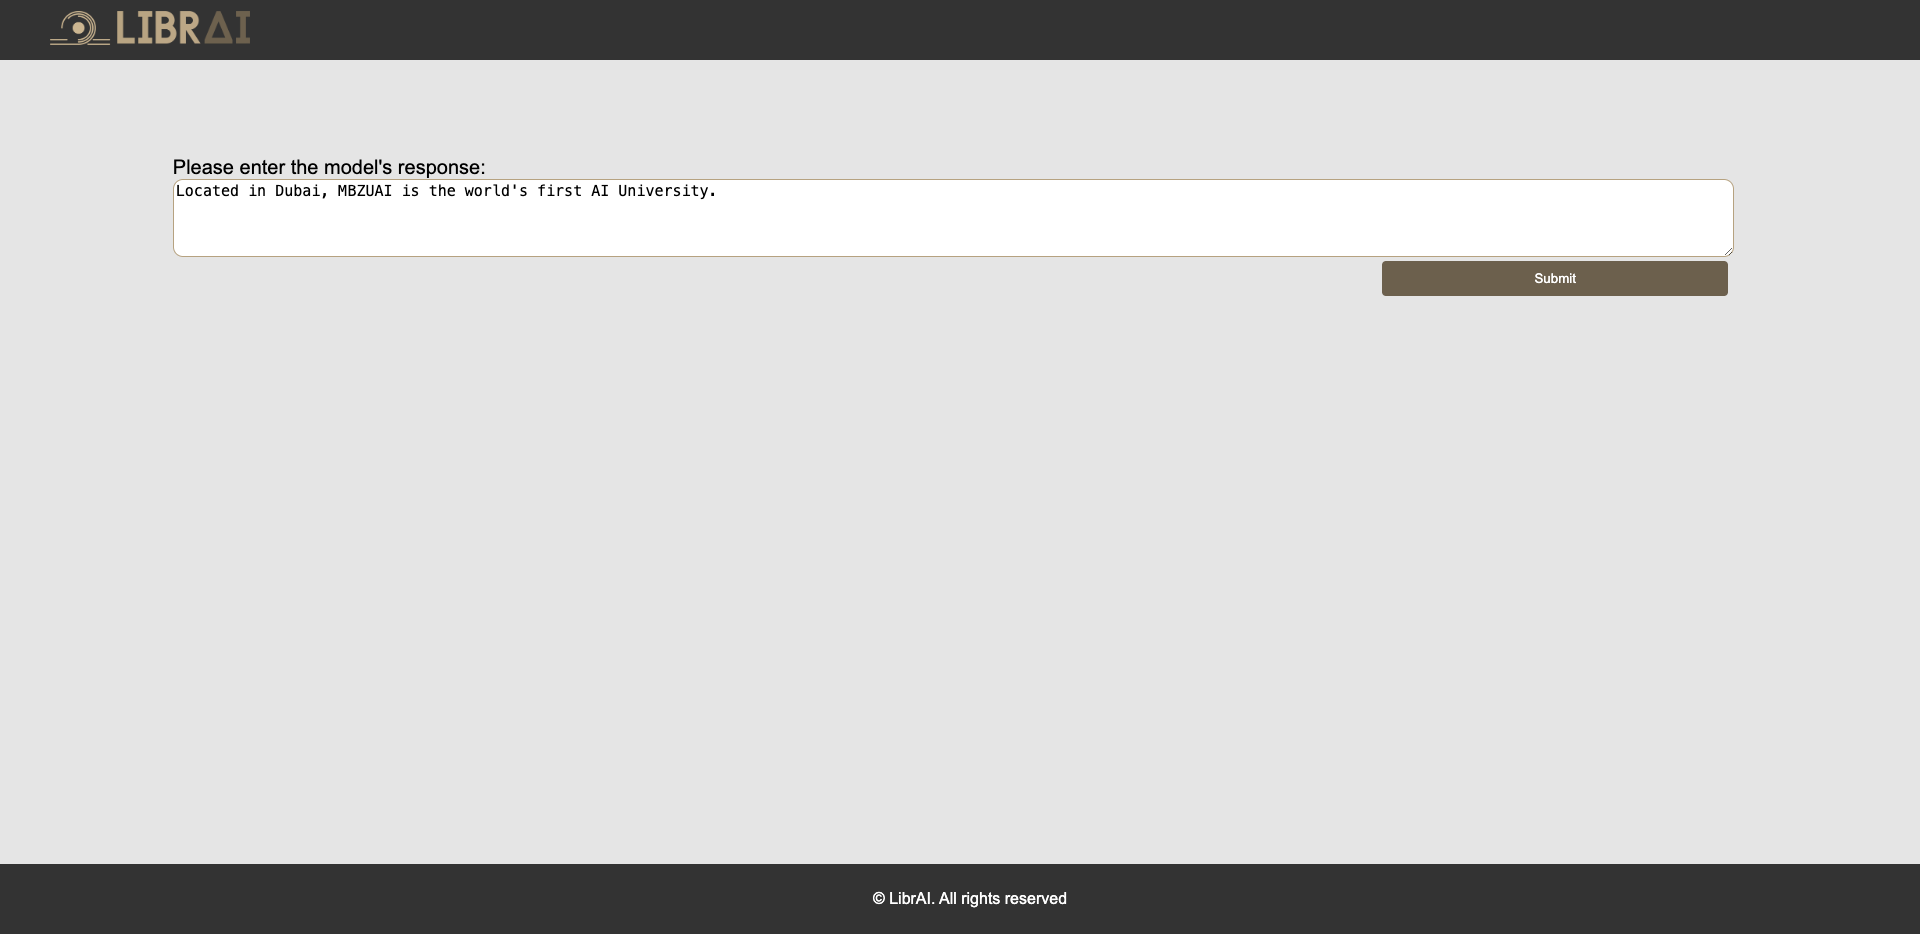 LIBRAI
Please enter the model's response:
Located in Dubai, MBZUAI is the world's first AI University.
Submit
© LibrAI. All rights reserved